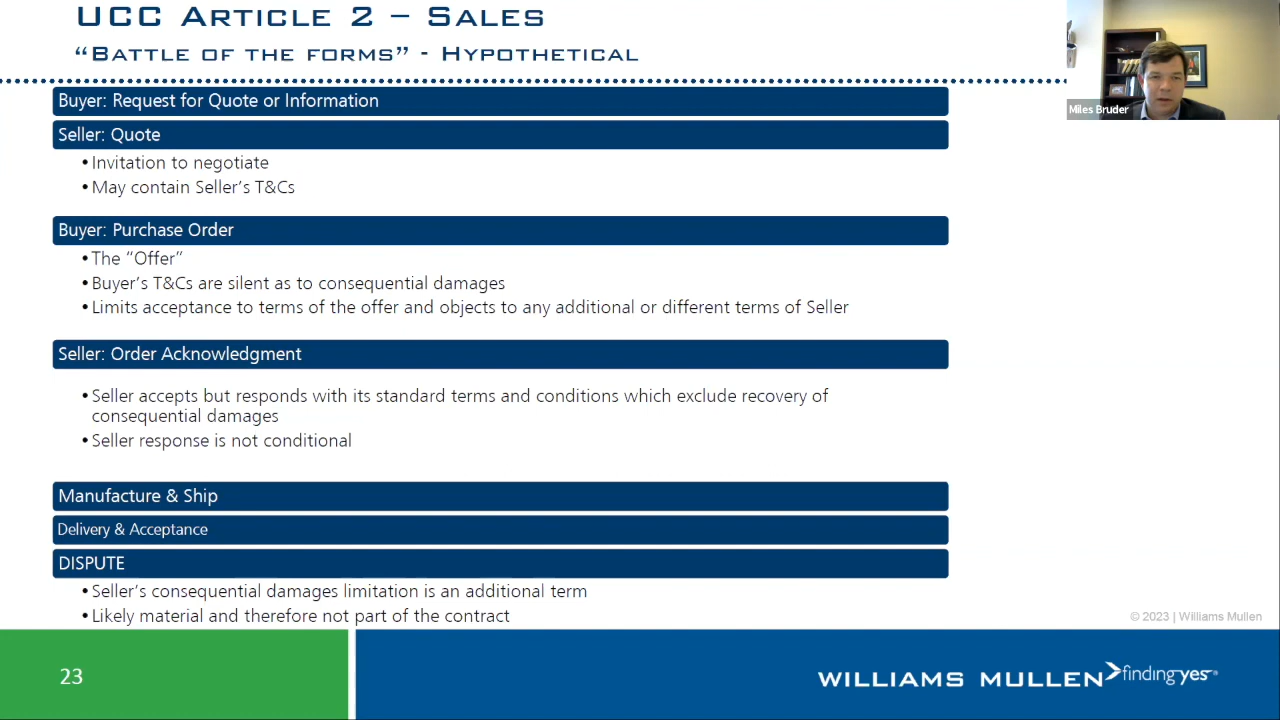 UCC ARTICLE 2 – SALES
“BATTLE OF THE FORMS” - HYPOTHETICAL
Miles Bruder
Buyer: Request for Quote or Information
Seller: Quote
•Invitation to negotiate
•May contain Seller’s T&Cs
Buyer: Purchase Order
•The “Offer”
•Buyer’s T&Cs are silent as to consequential damages
•Limits acceptance to terms of the offer and objects to any additional or different terms of Seller
Seller: Order Acknowledgment
•Seller accepts but responds with its standard terms and conditions which exclude recovery of
consequential damages
•Seller response is not conditional
Manufacture & Ship
Delivery & Acceptance
DISPUTE
•Seller’s consequential damages limitation is an additional term
•Likely material and therefore not part of the contract
© 2023 | Williams Mullen
23
WILLIAMS MULLEN finding yes®